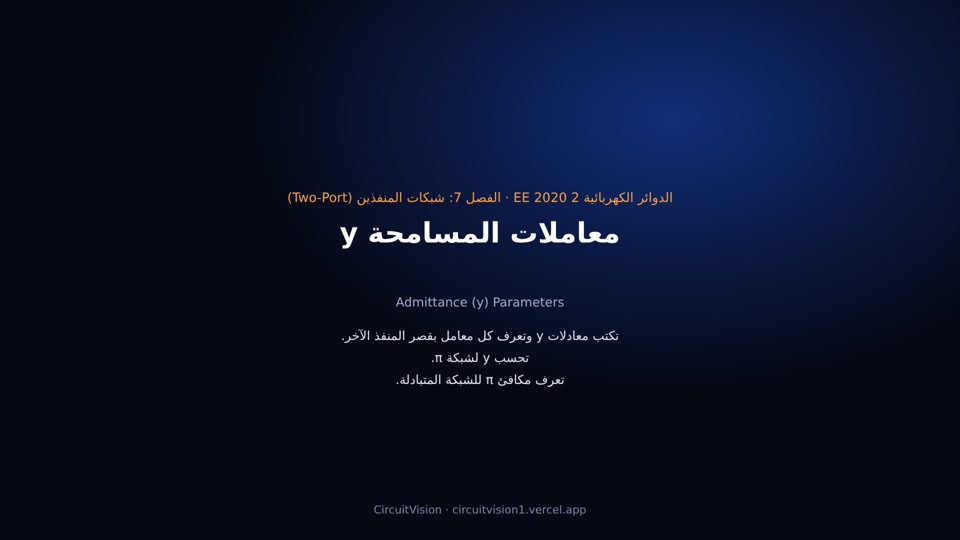 الدوائر الكهربائية 2 EE 2020 · الفصل 7: شبكات المنفذين (Two-Port)
معاملات المسامحة y
Admittance (y) Parameters
تكتب معادلات y وتعرف كل معامل بقصر المنفذ الآخر.
تحسب y لشبكة π.
تعرف مكافئ π للشبكة المتبادلة.
CircuitVision · circuitvision1.vercel.app